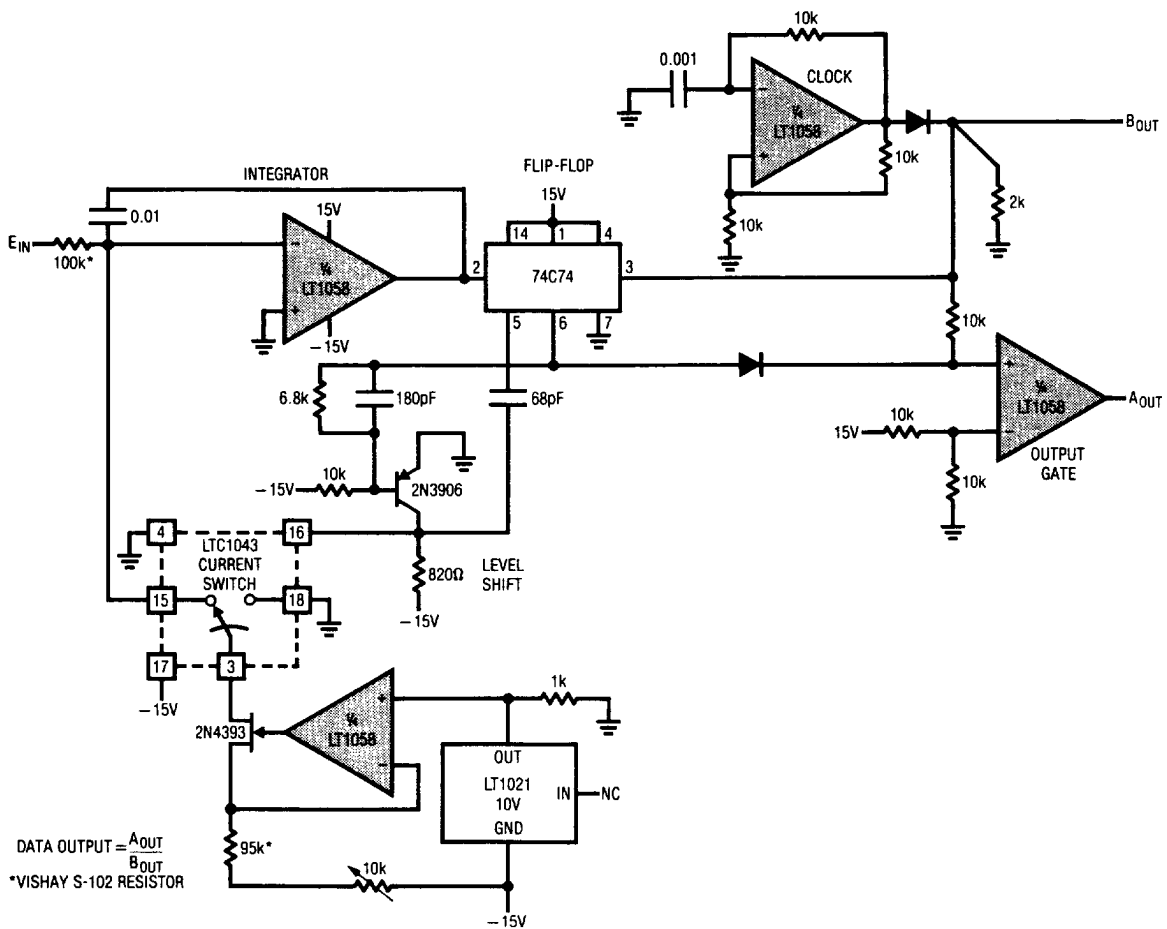 10k
0.001
CLOCK
−
¼
LT1058
+
BOUT
10k
10k
2k
INTEGRATOR
FLIP-FLOP
15V
0.01
15V
EIN
100k*
−
¼
LT1058
+
−15V
14
1
4
2
74C74
3
5
6
7
10k
6.8k
180pF
68pF
+
¼
LT1058
−
AOUT
15V
10k
OUTPUT
GATE
10k
−15V
10k
2N3906
4
16
LTC1043
CURRENT
SWITCH
820Ω
LEVEL
SHIFT
−15V
15
18
17
3
−15V
2N4393
¼
LT1058
+
−
1k
OUT
LT1021
10V
IN
NC
GND
95k*
10k
−15V
DATA OUTPUT = AOUT
BOUT
*VISHAY S-102 RESISTOR